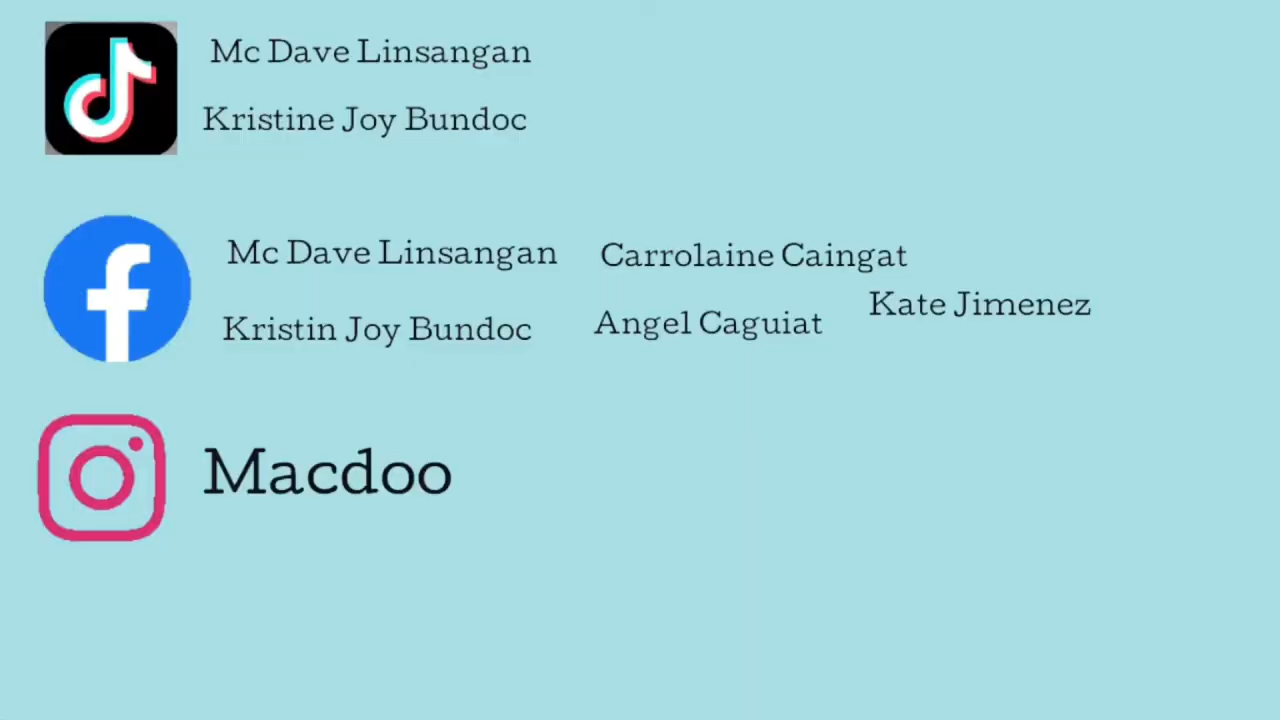 Mc Dave Linsangan
Kristine Joy Bundoc
Mc Dave Linsangan
Carrolaine Caingat
Kristin Joy Bundoc
Angel Caguiat
Kate Jimenez
Macdoo